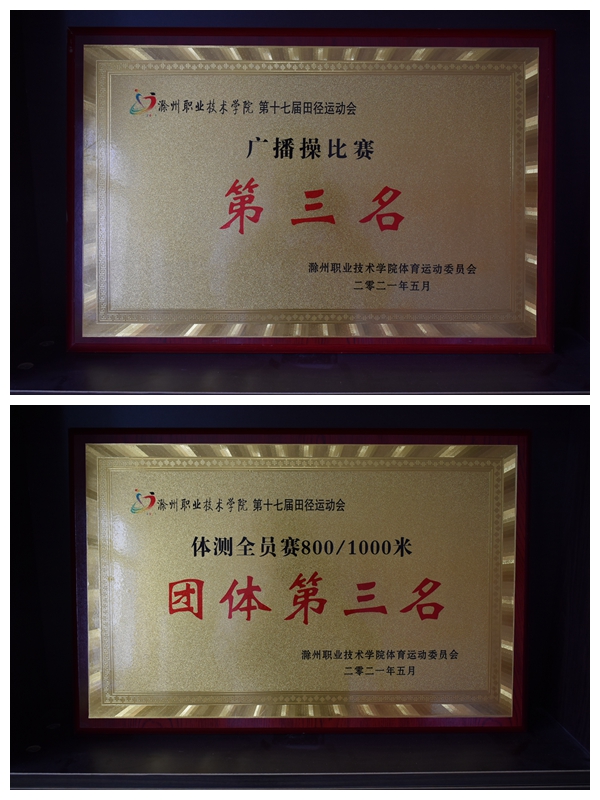 滁州职业技术学院 第十七届田径运动会
广播操比赛
第三名
滁州职业技术学院体育运动委员会
二零二一年五月
滁州职业技术学院 第十七届田径运动会
体测全员赛800/1000米
团体第三名
滁州职业技术学院体育运动委员会
二零二一年五月